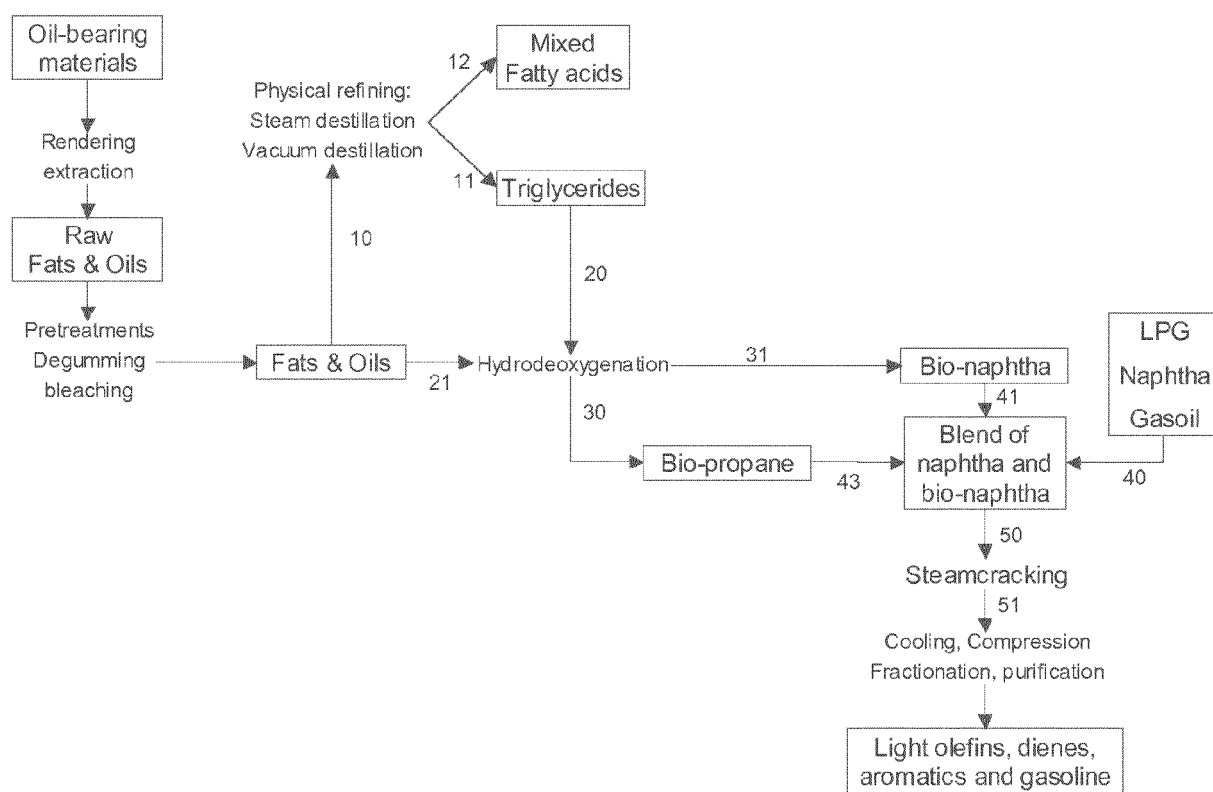 Oil-bearing
materials
Rendering
extraction
Raw
Fats & Oils
Pretreatments
Degumming
bleaching
Fats & Oils
10
Physical refining:
Steam destillation
Vacuum destillation
12
Mixed
Fatty acids
11
Triglycerides
20
21
Hydrodeoxygenation
31
30
Bio-naphtha
41
Bio-propane
43
Blend of
naphtha and
bio-naphtha
LPG
Naphtha
Gasoil
40
50
Steamcracking
51
Cooling, Compression
Fractionation, purification
Light olefins, dienes,
aromatics and gasoline